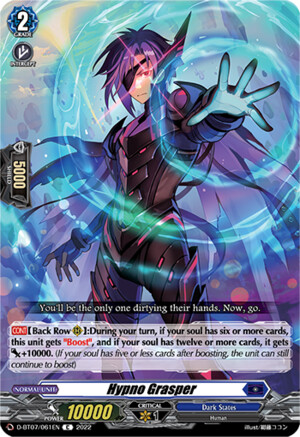 2
GRADE
INTERCEPT
5000
SHIELD
You'll be the only one dirtying their hands. Now, go.
CONT [Back Row]:During your turn, if your soul has six or more cards,
this unit gets "Boost", and if your soul has twelve or more cards, it gets
+10000. (If your soul has five or less cards after boosting, the unit can still
continue to boost)
NORMAL UNIT
Hypno Grasper
POWER 10000
CRITICAL
1
Dark States
Human
D-BT07/061EN C 2022